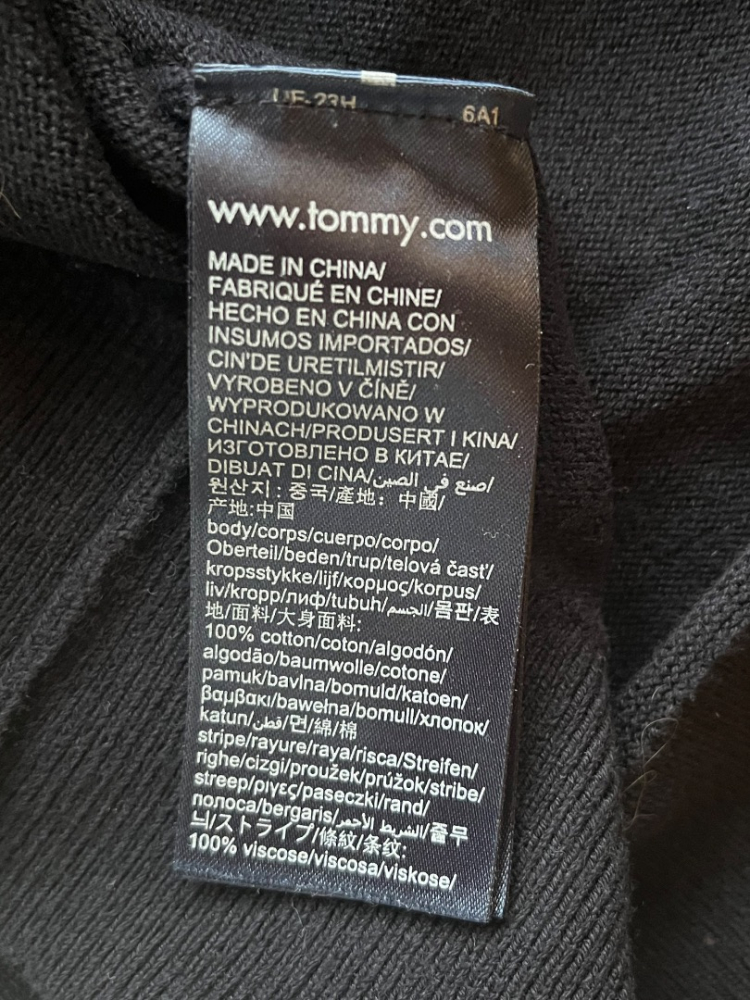 UE-23H 6A1
www.tommy.com
MADE IN CHINA/
FABRIQUÉ EN CHINE/
HECHO EN CHINA CON
INSUMOS IMPORTADOS/
CIN'DE URETILMISTIR/
VYROBENO V ČÍNĚ/
WYPRODUKOWANO W
CHINACH/PRODUSERT I KINA/
ИЗГОТОВЛЕНО В КИТАЕ/
DIBUAT DI CINA/صنع في الصين/
원산지 : 중국/產地: 中國/
产地:中国
body/corps/cuerpo/corpo/
Oberteil/beden/trup/telová časť/
kropsstykke/lijf/κορμος/korpus/
liv/kropp/лиф/tubuh/الجسم/몸판/表
地/面料/大身面料:
100% cotton/coton/algodón/
algodão/baumwolle/cotone/
pamuk/bavlna/bomuld/katoen/
βαμβακι/bawełna/bomull/хлопок/
katun/قطن/면/綿/棉
stripe/rayure/raya/risca/Streifen/
righe/cizgi/proužek/prúžok/stribe/
streep/ριγες/paseczki/rand/
полоса/bergaris/الشريط الأحمر/줄무
늬/ストライプ/條紋/条纹:
100% viscose/viscosa/viskose/